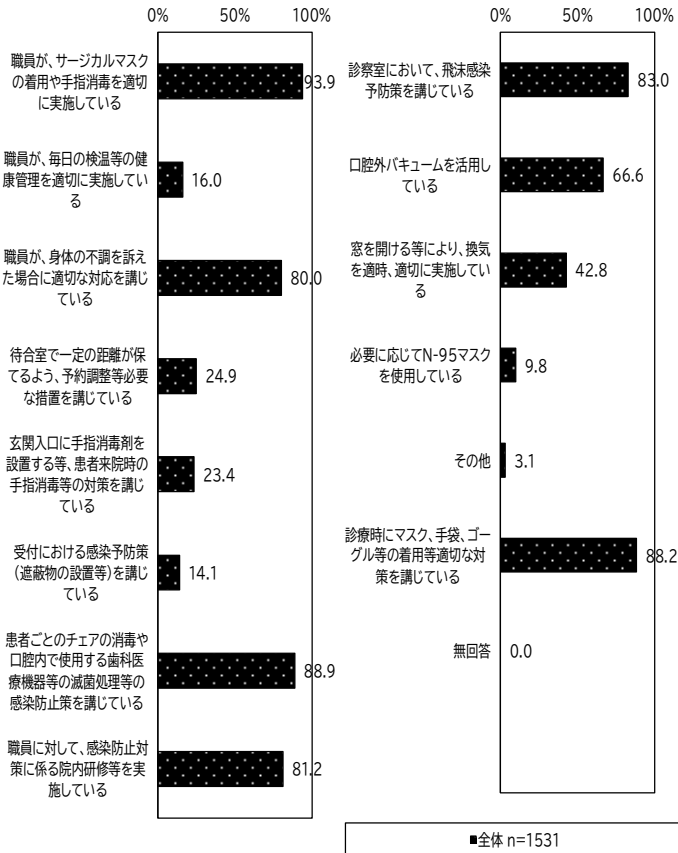 0% 50% 100%
職員が、サージカルマスク
の着用や手指消毒を適切
に実施している
93.9
職員が、毎日の検温等の健
康管理を適切に実施してい
る
16.0
職員が、身体の不調を訴え
た場合に適切な対応を講じ
ている
80.0
待合室で一定の距離が保
てるよう、予約調整等必要
な措置を講じている
24.9
玄関入口に手指消毒剤を
設置する等、患者来院時の
手指消毒等の対策を講じ
ている
23.4
受付における感染予防策
（遮蔽物の設置等）を講じ
ている
14.1
患者ごとのチェアの消毒や
口腔内で使用する歯科医
療機器等の滅菌処理等の
感染防止策を講じている
88.9
職員に対して、感染防止対
策に係る院内研修等を実
施している
81.2
0% 50% 100%
診察室において、飛沫感染
予防策を講じている
83.0
口腔外バキュームを活用し
ている
66.6
窓を開ける等により、換気
を適時、適切に実施してい
る
42.8
必要に応じてN-95マスク
を使用している
9.8
その他
3.1
診療時にマスク、手袋、ゴー
グル等の着用等適切な対
策を講じている
88.2
無回答
0.0
■全体 n=1531